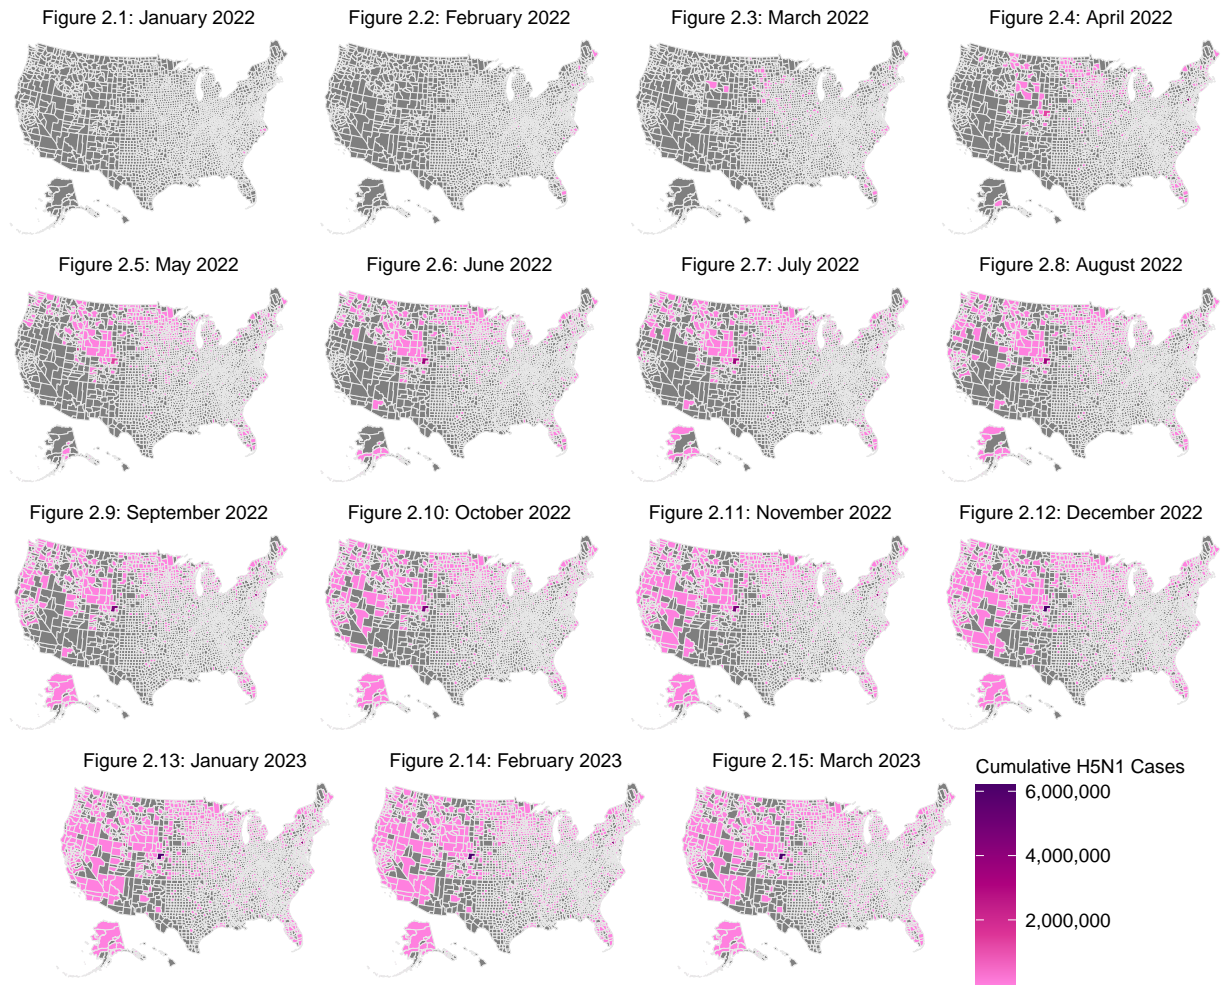 Figure 2.1: January 2022
Figure 2.2: February 2022
Figure 2.3: March 2022
Figure 2.4: April 2022
Figure 2.5: May 2022
Figure 2.6: June 2022
Figure 2.7: July 2022
Figure 2.8: August 2022
Figure 2.9: September 2022
Figure 2.10: October 2022
Figure 2.11: November 2022
Figure 2.12: December 2022
Figure 2.13: January 2023
Figure 2.14: February 2023
Figure 2.15: March 2023
Cumulative H5N1 Cases
6,000,000
4,000,000
2,000,000